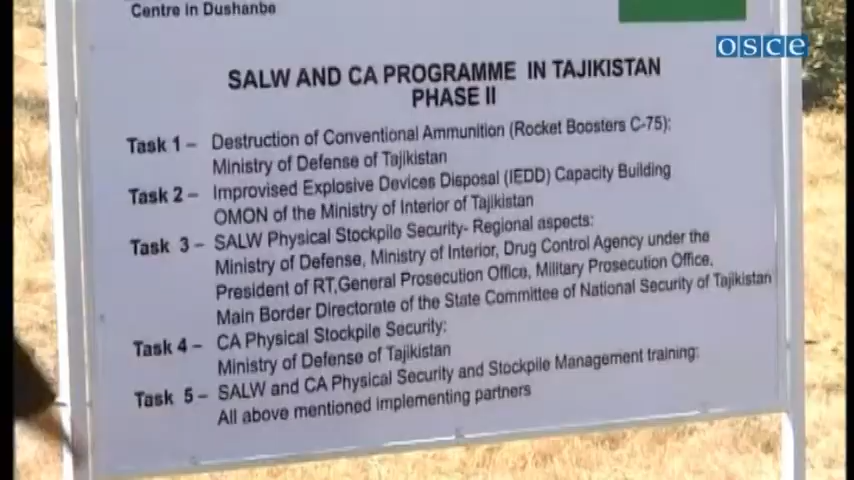 Centre in Dushanbe
osce
SALW AND CA PROGRAMME IN TAJIKISTAN
PHASE II
Task 1 – Destruction of Conventional Ammunition (Rocket Boosters C-75):
Ministry of Defense of Tajikistan
Task 2 – Improvised Explosive Devices Disposal (IEDD) Capacity Building
OMON of the Ministry of Interior of Tajikistan
Task 3 – SALW Physical Stockpile Security- Regional aspects:
Ministry of Defense, Ministry of Interior, Drug Control Agency under the
President of RT,General Prosecution Office, Military Prosecution Office,
Main Border Directorate of the State Committee of National Security of Tajikistan
Task 4 – CA Physical Stockpile Security:
Ministry of Defense of Tajikistan
Task 5 – SALW and CA Physical Security and Stockpile Management training:
All above mentioned implementing partners